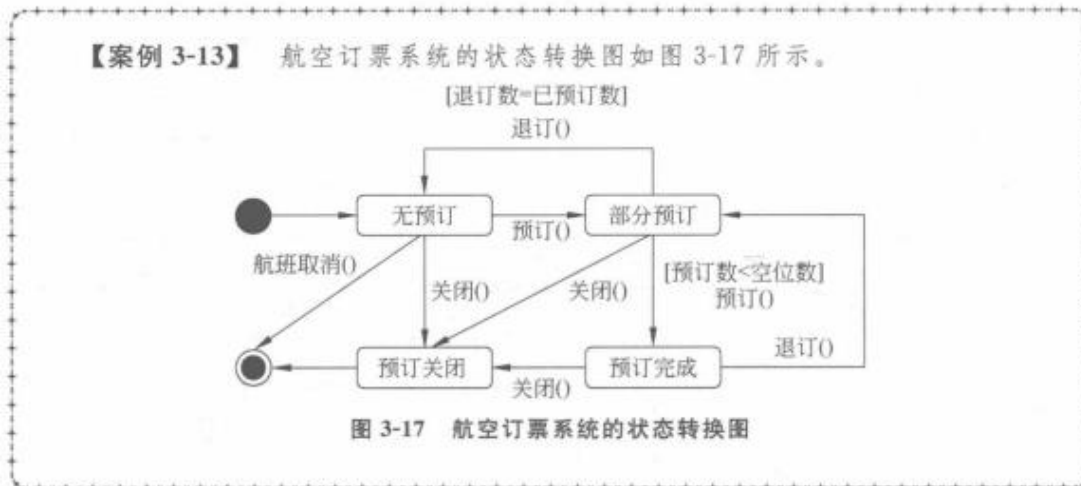 【案例 3-13】 航空订票系统的状态转换图如图 3-17 所示。
[退订数=已预订数]
退订()
无预订
部分预订
预订()
航班取消()
关闭()
关闭()
[预订数<空位数]
预订()
退订()
预订关闭
预订完成
关闭()
图 3-17 航空订票系统的状态转换图